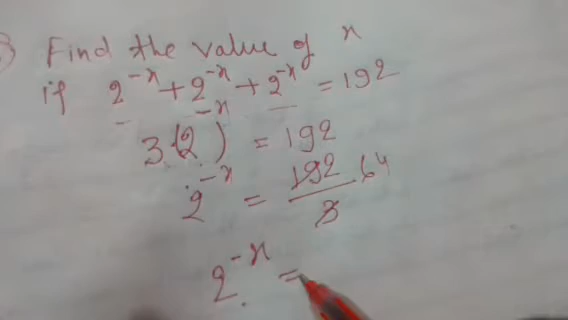 ) Find the value of x
if 2^-x + 2^-x + 2^-x = 192
3(2^-x) = 192
2^-x = 192/3 64
2^-x =